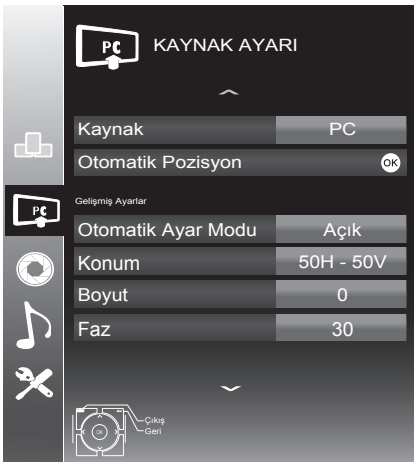 PC KAYNAK AYARI
Kaynak PC
Otomatik Pozisyon OK
Gelişmiş Ayarlar
PC
Otomatik Ayar Modu Açık
Konum 50H - 50V
Boyut 0
Faz 30
Çıkış
OK Geri